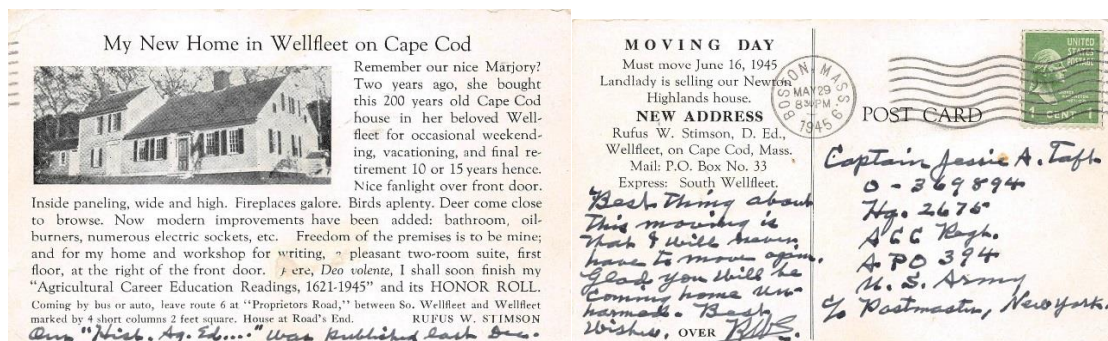 My New Home in Wellfleet on Cape Cod
Remember our nice Marjory?
Two years ago, she bought
this 200 years old Cape Cod
house in her beloved Well-
fleet for occasional weekend-
ing, vacationing, and final re-
tirement 10 or 15 years hence.
Nice fanlight over front door.
Inside paneling, wide and high. Fireplaces galore. Birds aplenty. Deer come close
to browse. Now modern improvements have been added: bathroom, oil-
burners, numerous electric sockets, etc. Freedom of the premises is to be mine;
and for my home and workshop for writing, a pleasant two-room suite, first
floor, at the right of the front door. Here, Deo volente, I shall soon finish my
"Agricultural Career Education Readings, 1621-1945" and its HONOR ROLL.
Coming by bus or auto, leave route 6 at "Proprietors Road," between So. Wellfleet and Wellfleet
marked by 4 short columns 2 feet square. House at Road's End. RUFUS W. STIMSON
Our "Hist. Ag. Ed...." was published last Dec.
MOVING DAY
Must move June 16, 1945
Landlady is selling our Newton
Highlands house.
NEW ADDRESS
Rufus W. Stimson, D. Ed.,
Wellfleet, on Cape Cod, Mass.
Mail: P.O. Box No. 33
Express: South Wellfleet.
Best thing about
this moving is
that I will never
have to move again.
Glad you will be
coming home un-
harmed. Best
Wishes, OVER RWS.
BOSTON, MASS. 9
MAY 29
8 30 PM
1945
POST CARD
UNITED
STATES
POSTAGE
1 CENT 1
Captain Jessie A. Taft
O-369894
Hq. 2675
ACC Regt.
APO 394
U.S. Army
c/o Postmaster, New York.